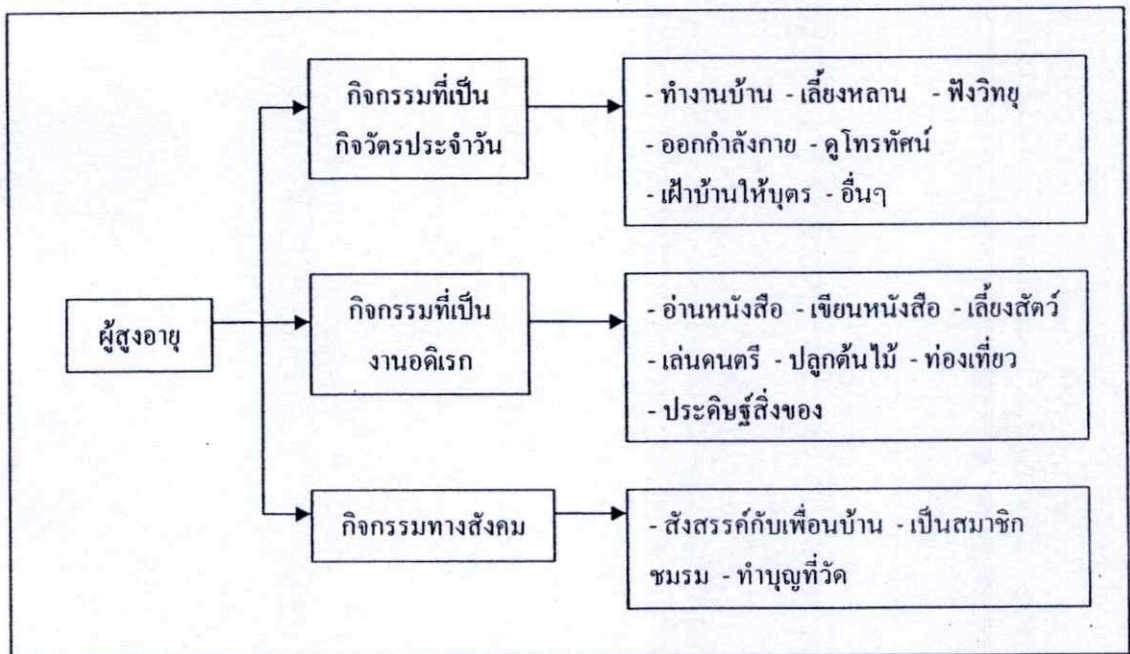 กิจกรรมที่เป็น
กิจวัตรประจำวัน
- ทำงานบ้าน - เลี้ยงหลาน - ฟังวิทยุ
- ออกกำลังกาย - ดูโทรทัศน์
- เฝ้าบ้านให้บุตร - อื่นๆ
ผู้สูงอายุ
กิจกรรมที่เป็น
งานอดิเรก
- อ่านหนังสือ - เขียนหนังสือ - เลี้ยงสัตว์
- เล่นดนตรี - ปลูกต้นไม้ - ท่องเที่ยว
- ประดิษฐ์สิ่งของ
กิจกรรมทางสังคม
- สังสรรค์กับเพื่อนบ้าน - เป็นสมาชิก
ชมรม - ทำบุญที่วัด